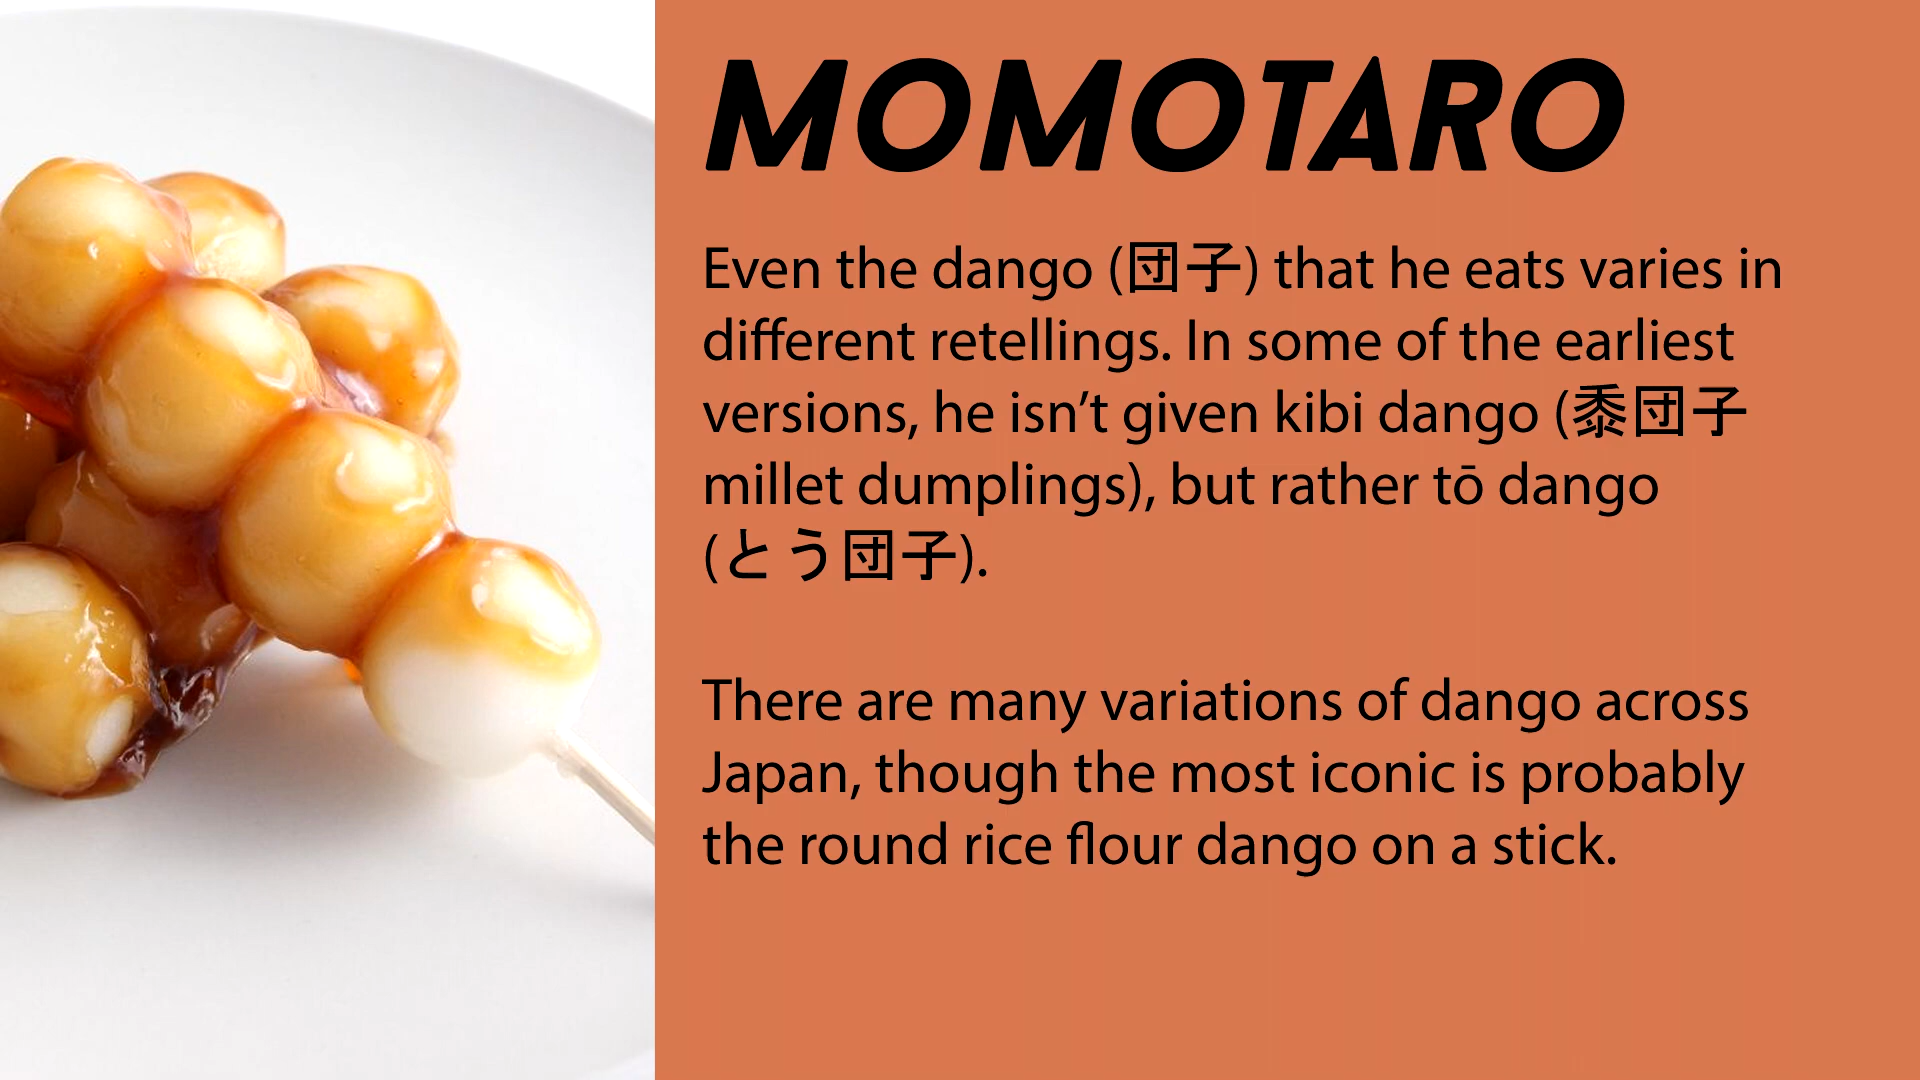 MOMOTARO
Even the dango (団子) that he eats varies in
different retellings. In some of the earliest
versions, he isn’t given kibi dango (黍団子
millet dumplings), but rather tō dango
(とう団子).
There are many variations of dango across
Japan, though the most iconic is probably
the round rice flour dango on a stick.